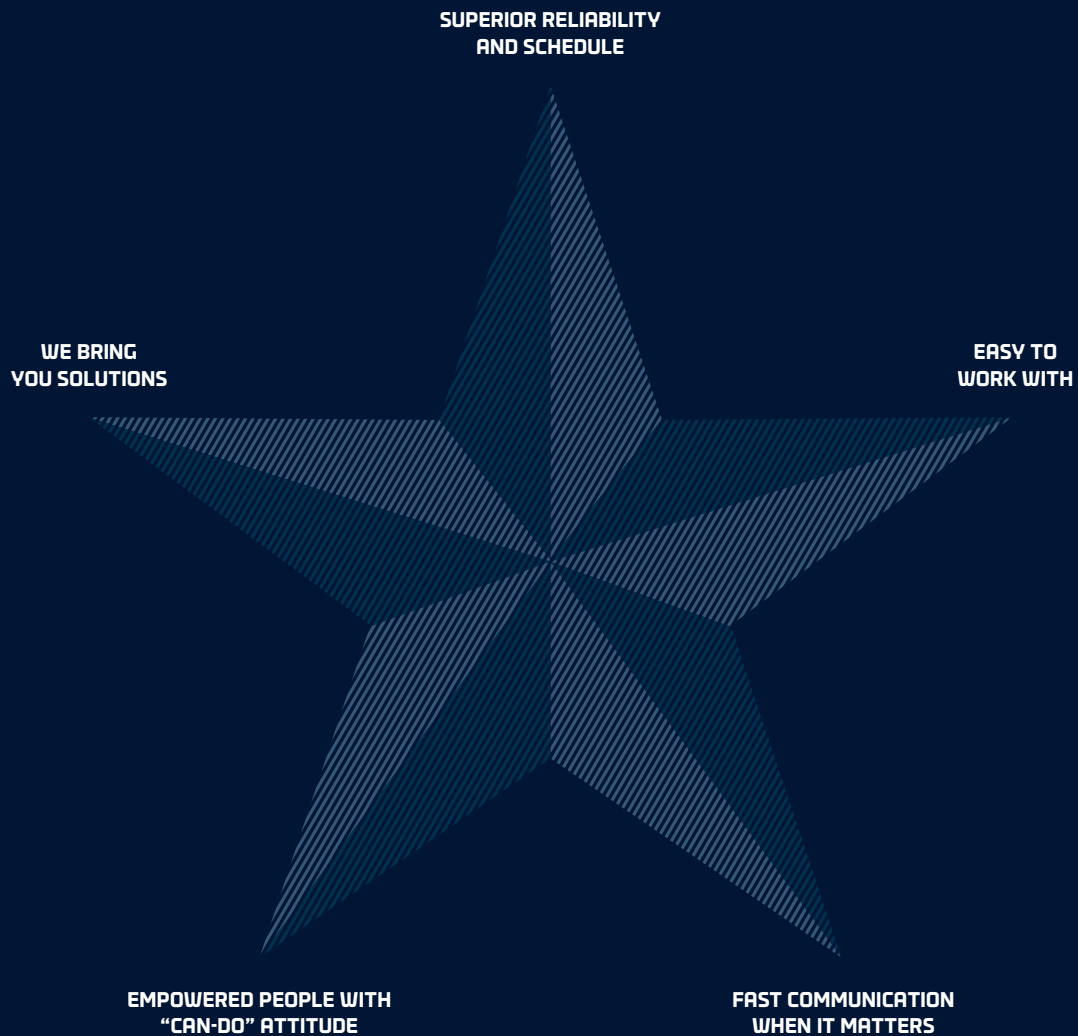 SUPERIOR RELIABILITY
AND SCHEDULE
WE BRING
YOU SOLUTIONS
EASY TO
WORK WITH
EMPOWERED PEOPLE WITH
“CAN-DO” ATTITUDE
FAST COMMUNICATION
WHEN IT MATTERS